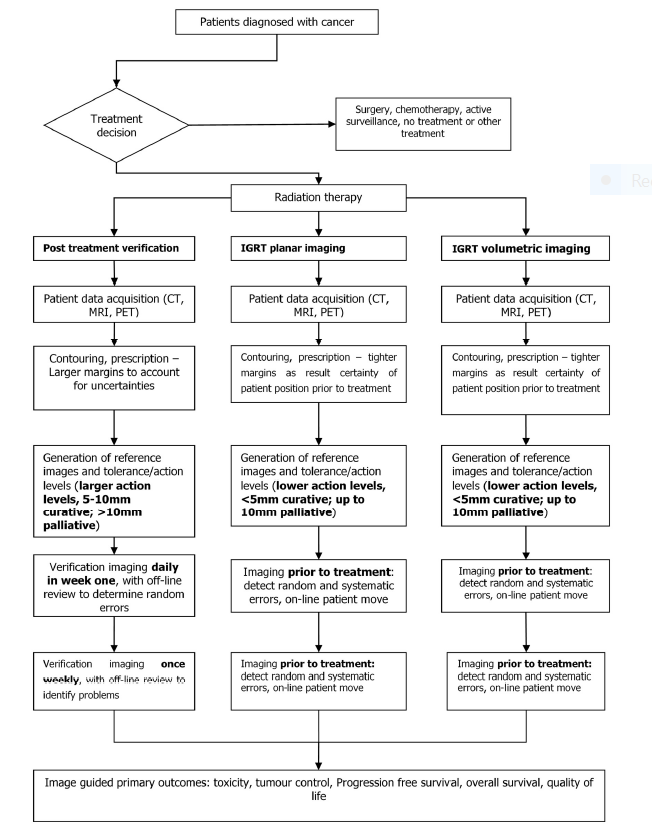 Patients diagnosed with cancer
Treatment
decision
Surgery, chemotherapy, active
surveillance, no treatment or other
treatment
Radiation therapy
Post treatment verification
IGRT planar imaging
IGRT volumetric imaging
Patient data acquisition (CT,
MRI, PET)
Patient data acquisition (CT,
MRI, PET)
Patient data acquisition (CT,
MRI, PET)
Contouring, prescription –
Larger margins to account
for uncertainties
Contouring, prescription – tighter
margins as result certainty of
patient position prior to treatment
Contouring, prescription – tighter
margins as result certainty of
patient position prior to treatment
Generation of reference
images and tolerance/action
levels (larger action
levels, 5-10mm
curative; >10mm
palliative)
Generation of reference
images and tolerance/action
levels (lower action levels,
<5mm curative; up to
10mm palliative)
Generation of reference
images and tolerance/action
levels (lower action levels,
<5mm curative; up to
10mm palliative)
Verification imaging daily
in week one, with off-line
review to determine random
errors
Imaging prior to treatment:
detect random and systematic
errors, on-line patient move
Imaging prior to treatment:
detect random and systematic
errors, on-line patient move
Verification imaging once
weekly, with off-line review to
identify problems
Imaging prior to treatment:
detect random and systematic
errors, on-line patient move
Imaging prior to treatment:
detect random and systematic
errors, on-line patient move
Image guided primary outcomes: toxicity, tumour control, Progression free survival, overall survival, quality of
life